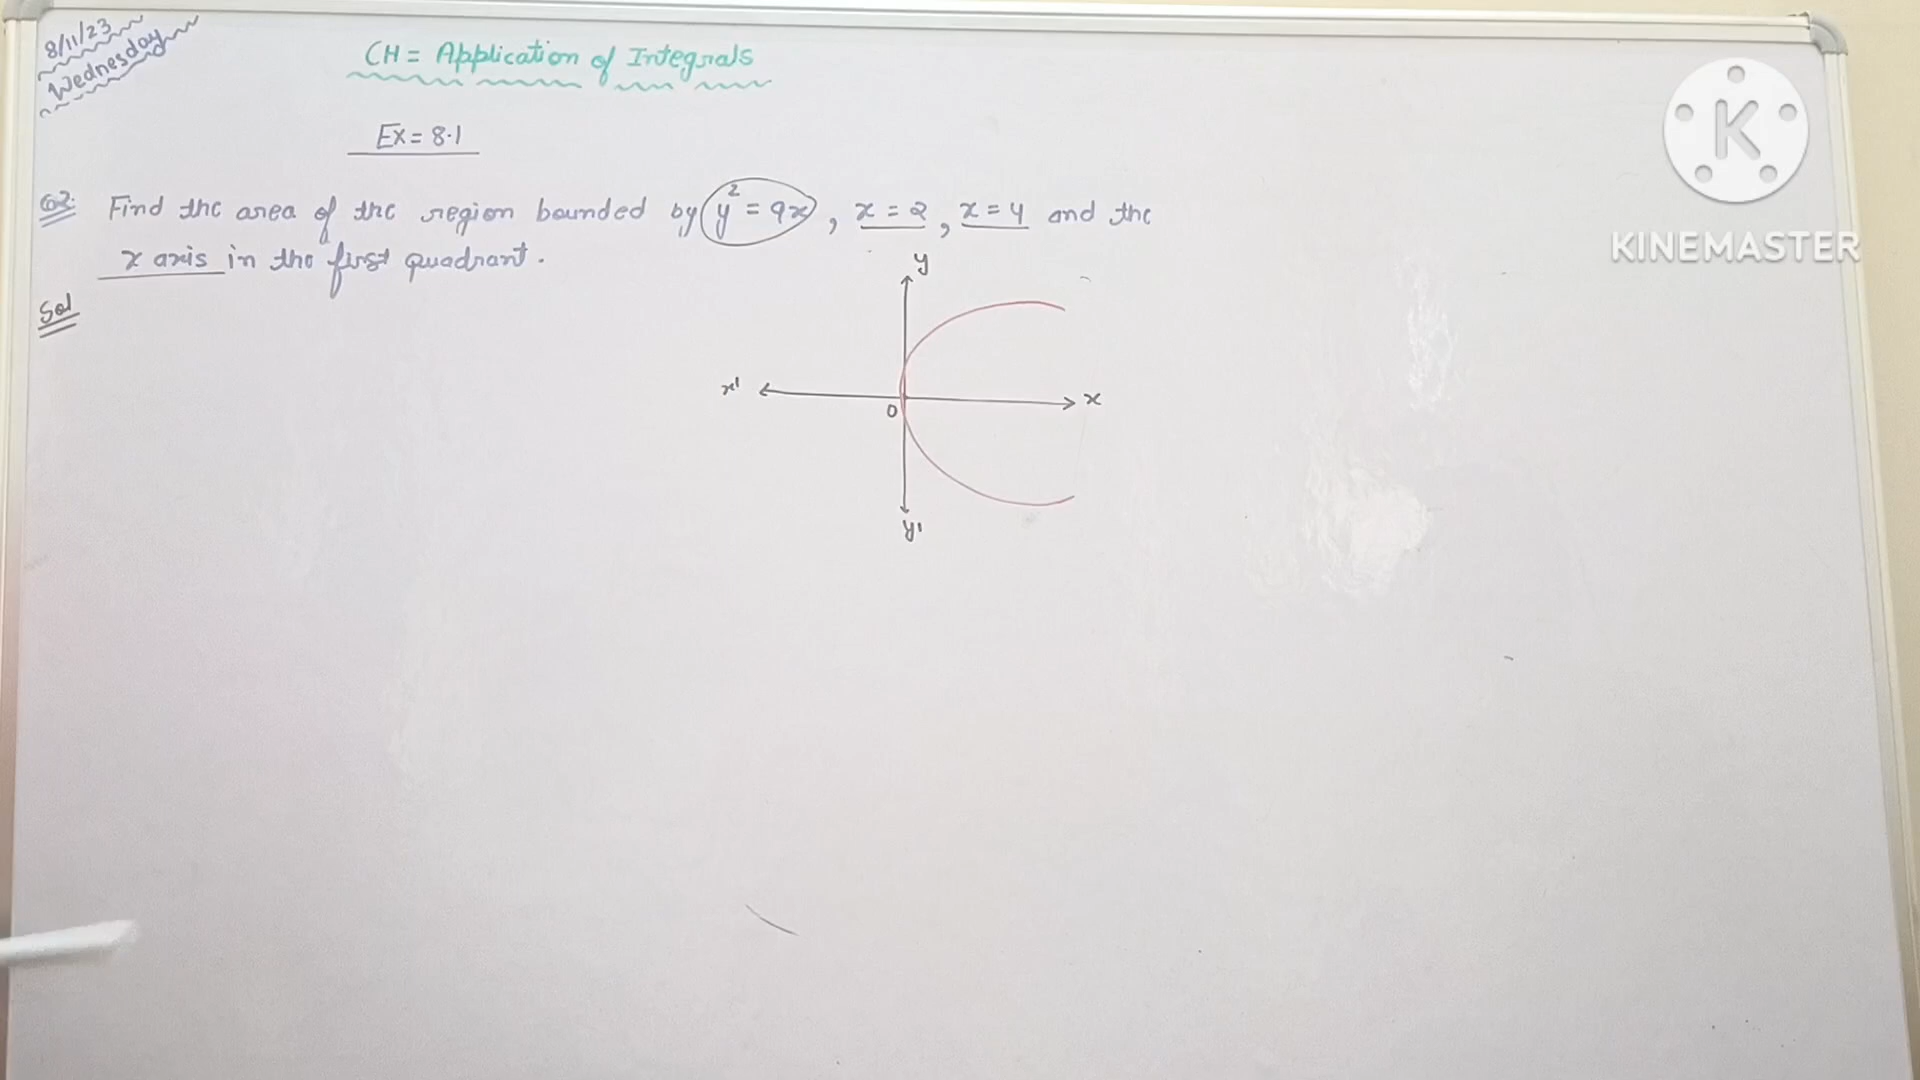 8/11/23
Wednesday
CH = Application of Integrals
Ex = 8.1
Q2. Find the area of the region bounded by y² = 9x, x = 2, x = 4 and the
x axis in the first quadrant.
Sol
y
x' O x
y'
K
KINEMASTER